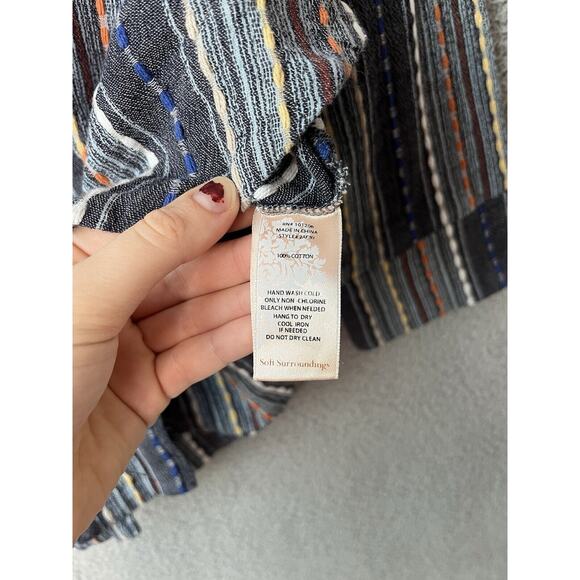 MADE IN CHINA
100% COTTON
HAND WASH COLD
ONLY NON CHLORINE
BLEACH WHEN NEEDED
HANG TO DRY
COOL IRON
IF NEEDED
DO NOT DRY CLEAN
Soft Surroundings